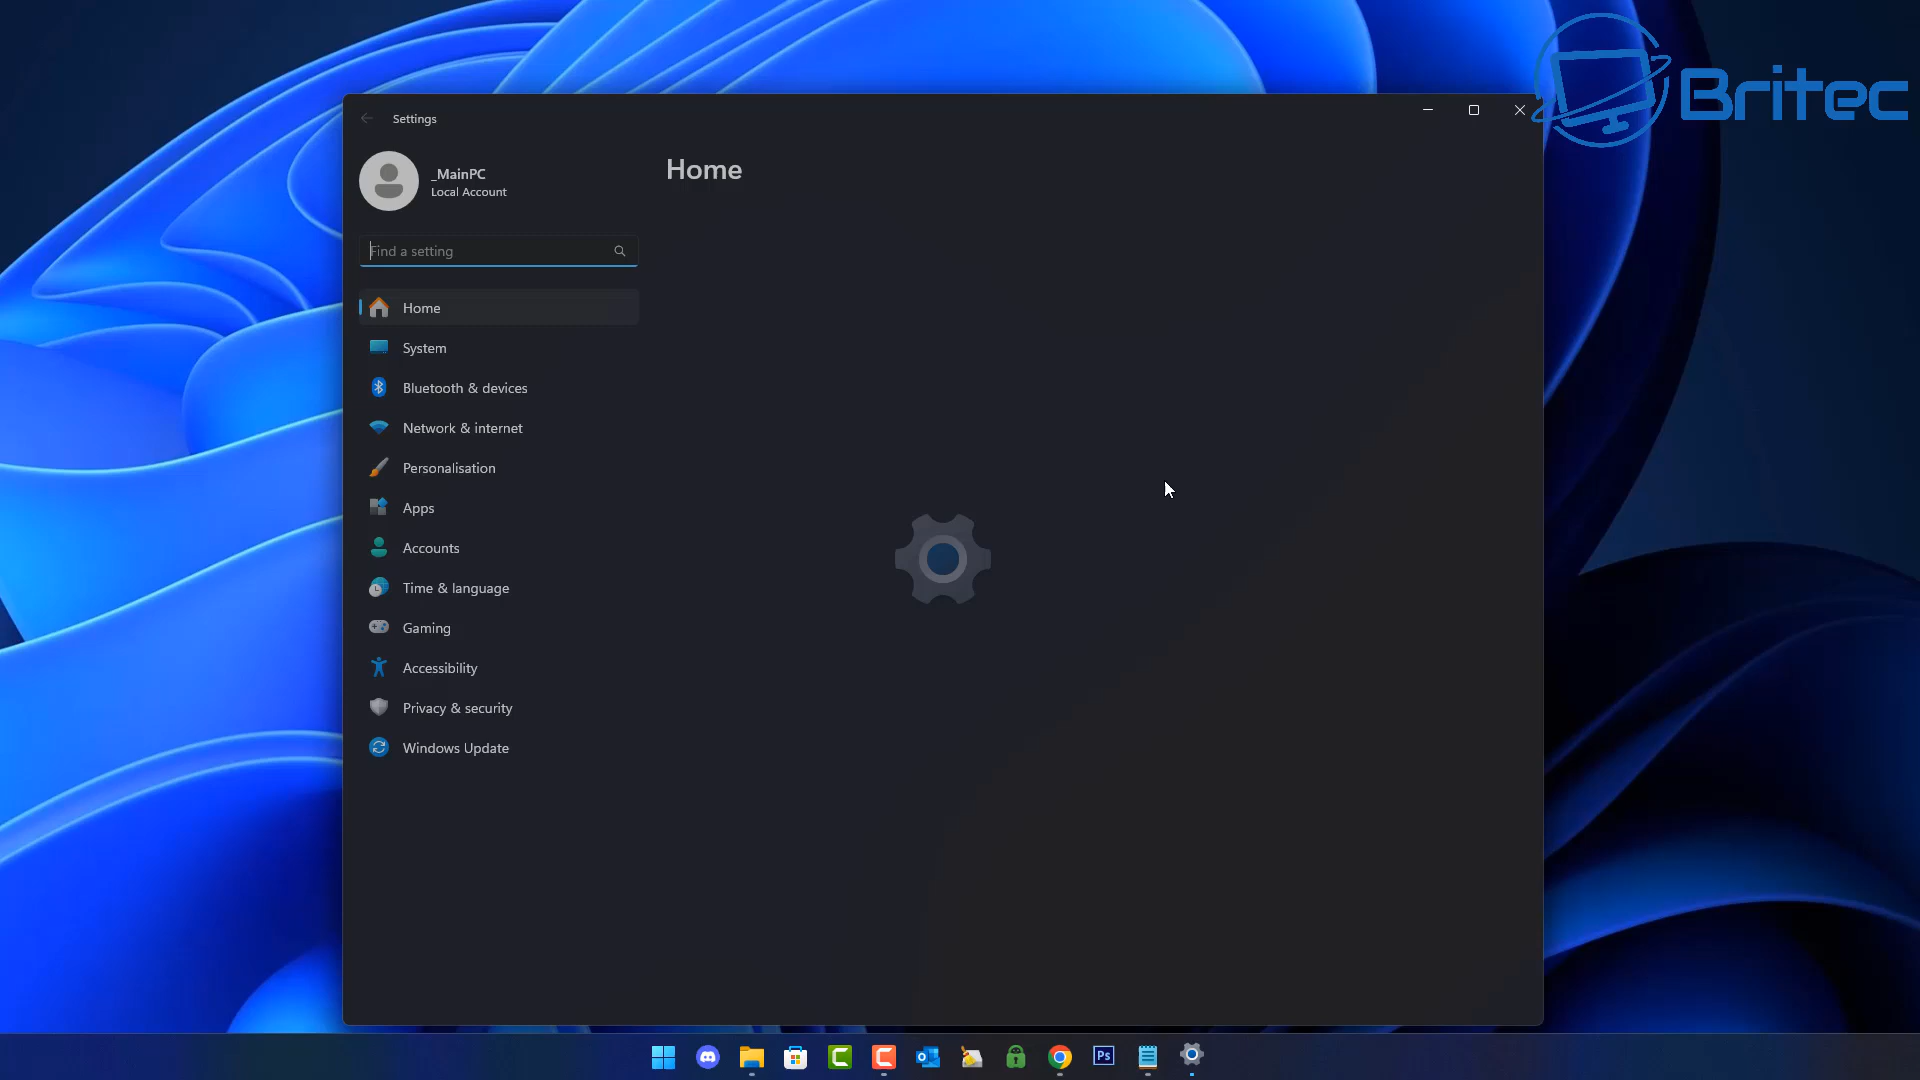 Britec
Settings
_MainPC
Local Account
Home
Find a setting
Home
System
Bluetooth & devices
Network & internet
Personalisation
Apps
Accounts
Time & language
Gaming
Accessibility
Privacy & security
Windows Update
Ps